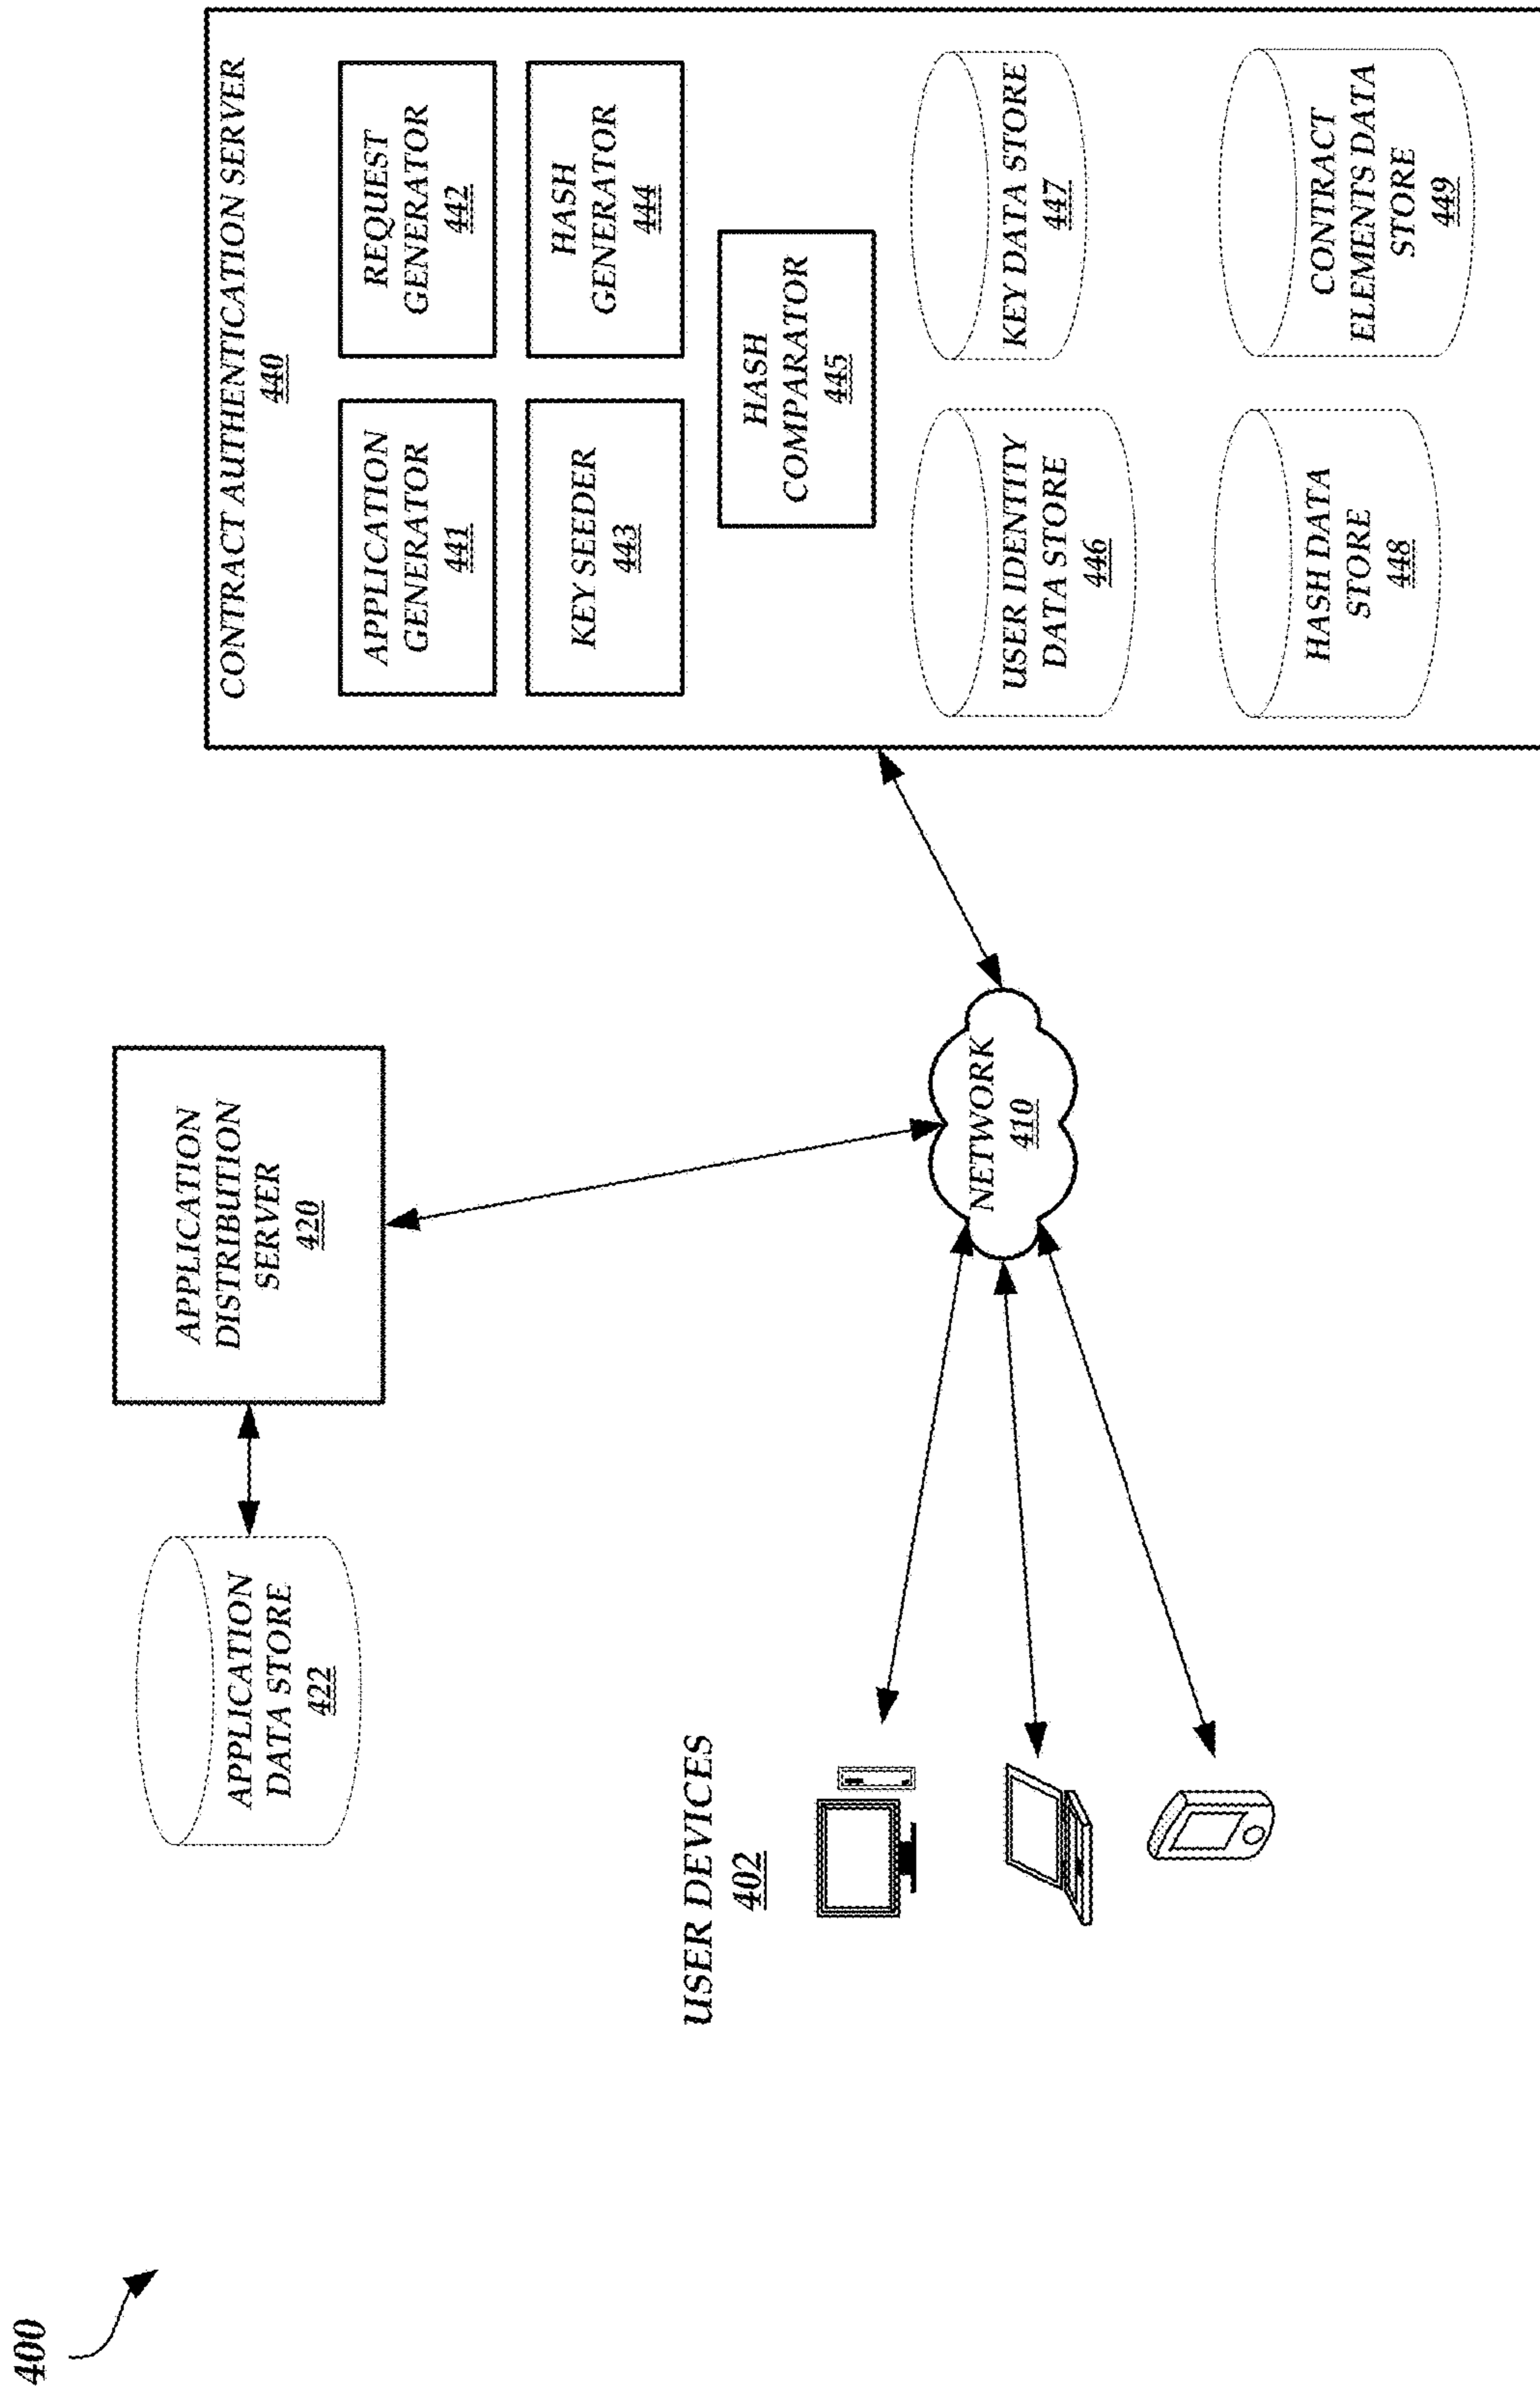 400
APPLICATION
DATA STORE
422
APPLICATION
DISTRIBUTION
SERVER
420
USER DEVICES
402
NETWORK
410
CONTRACT AUTHENTICATION SERVER
440
APPLICATION
GENERATOR
441
REQUEST
GENERATOR
442
KEY SEEDER
443
HASH
GENERATOR
444
HASH
COMPARATOR
445
USER IDENTITY
DATA STORE
446
KEY DATA STORE
447
HASH DATA
STORE
448
CONTRACT
ELEMENTS DATA
STORE
449